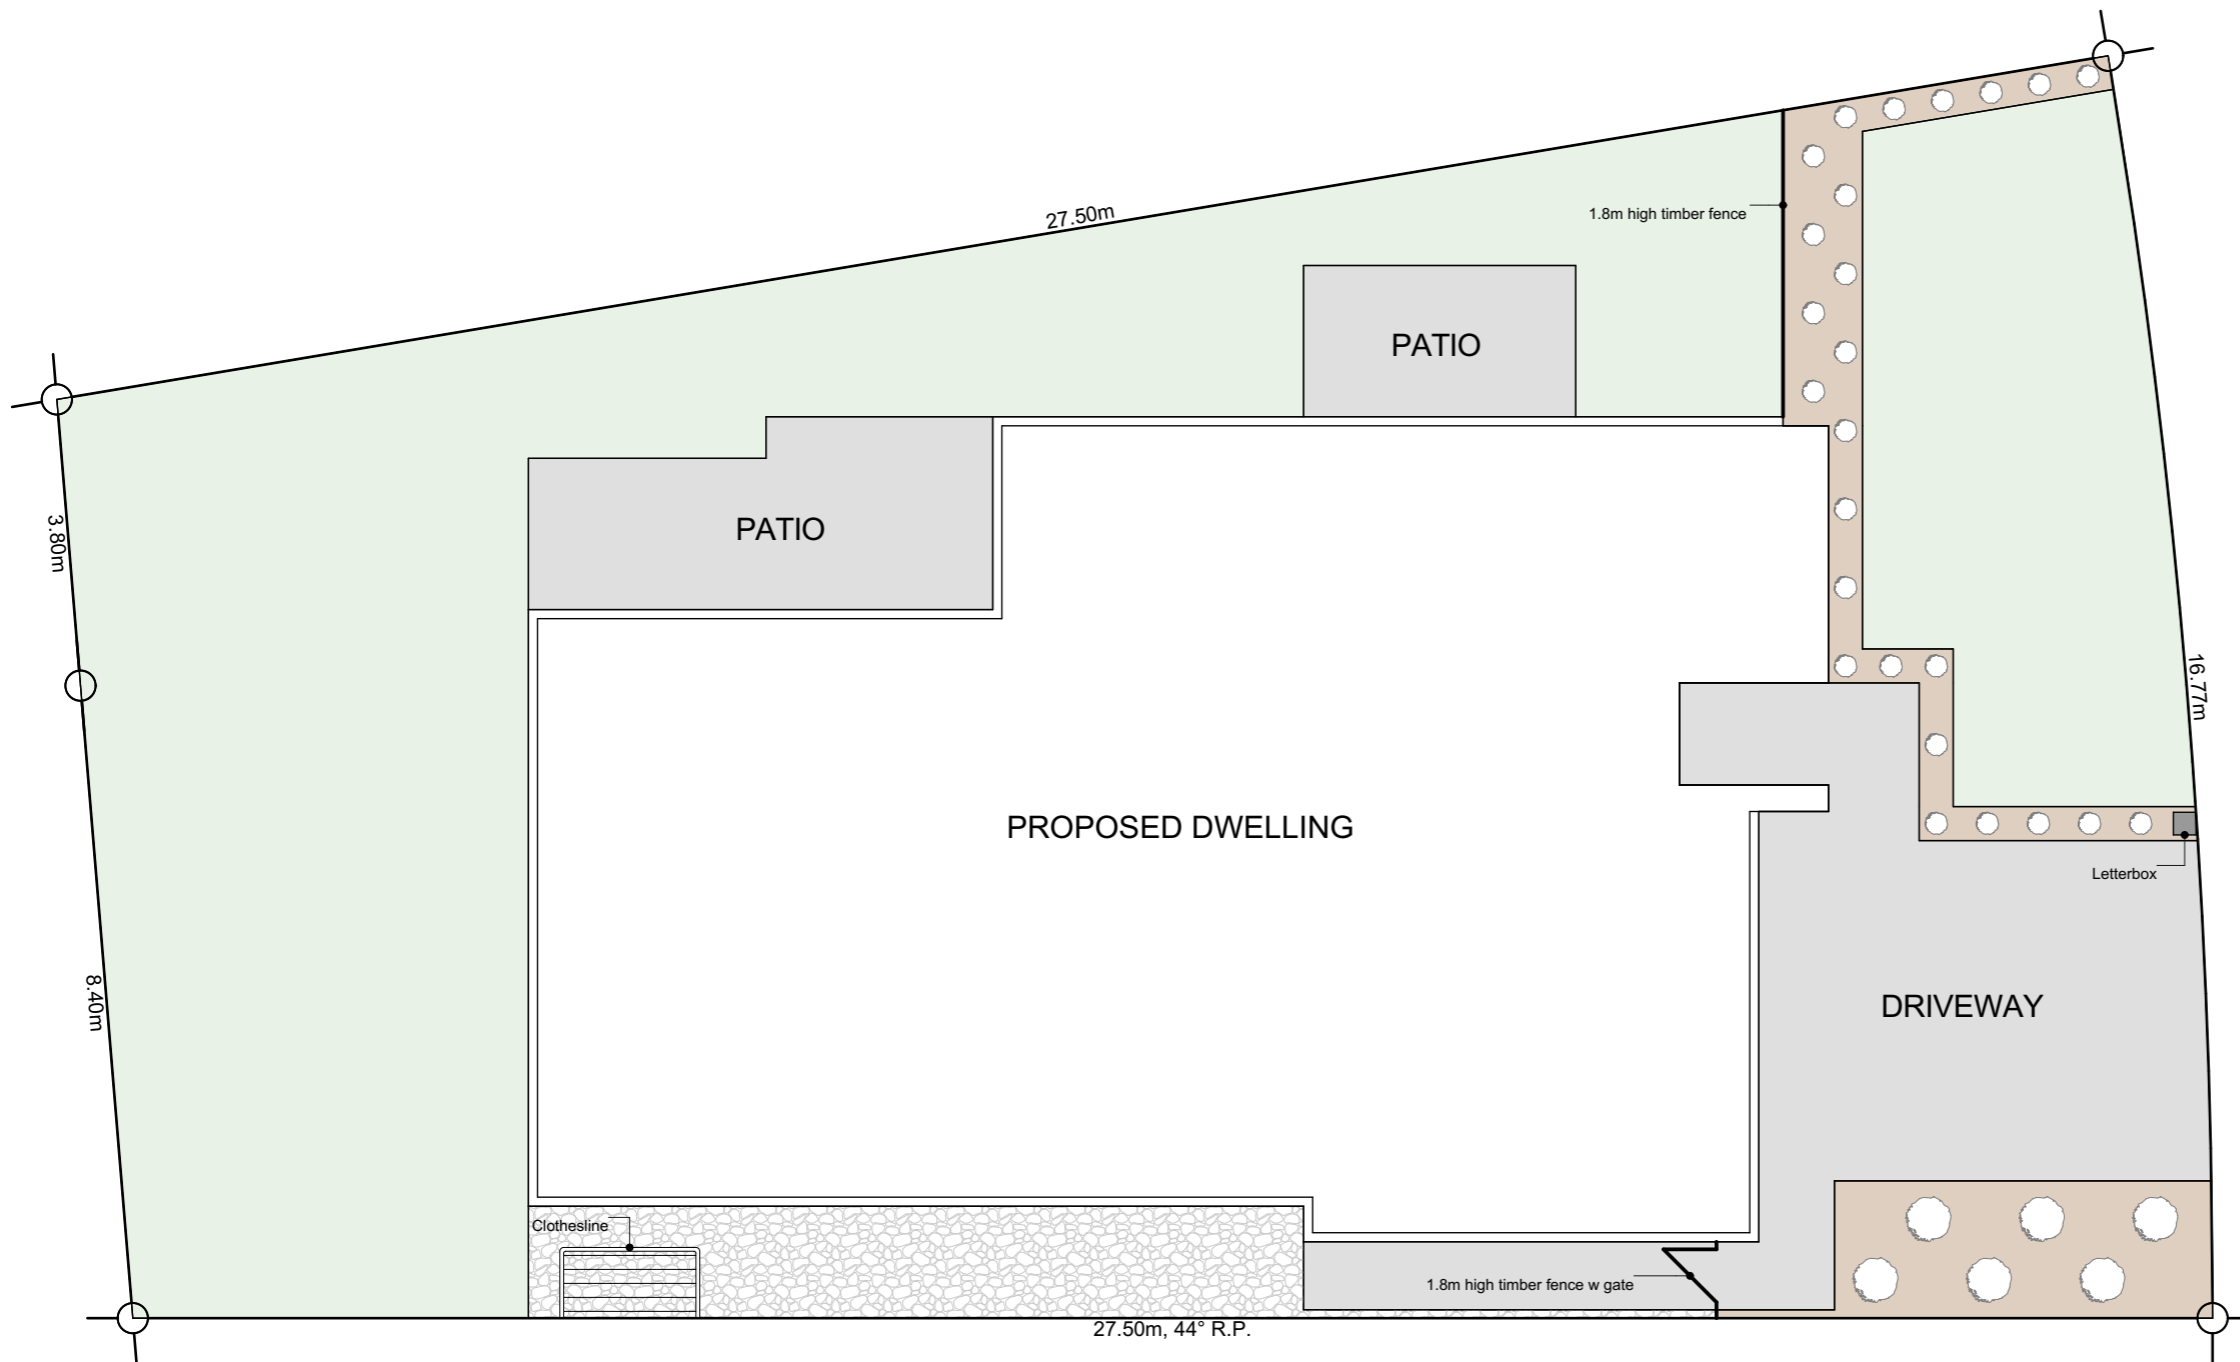 27.50m
1.8m high timber fence
PATIO
PATIO
3.80m
16.77m
PROPOSED DWELLING
Letterbox
8.40m
DRIVEWAY
Clothesline
1.8m high timber fence w gate
27.50m, 44° R.P.